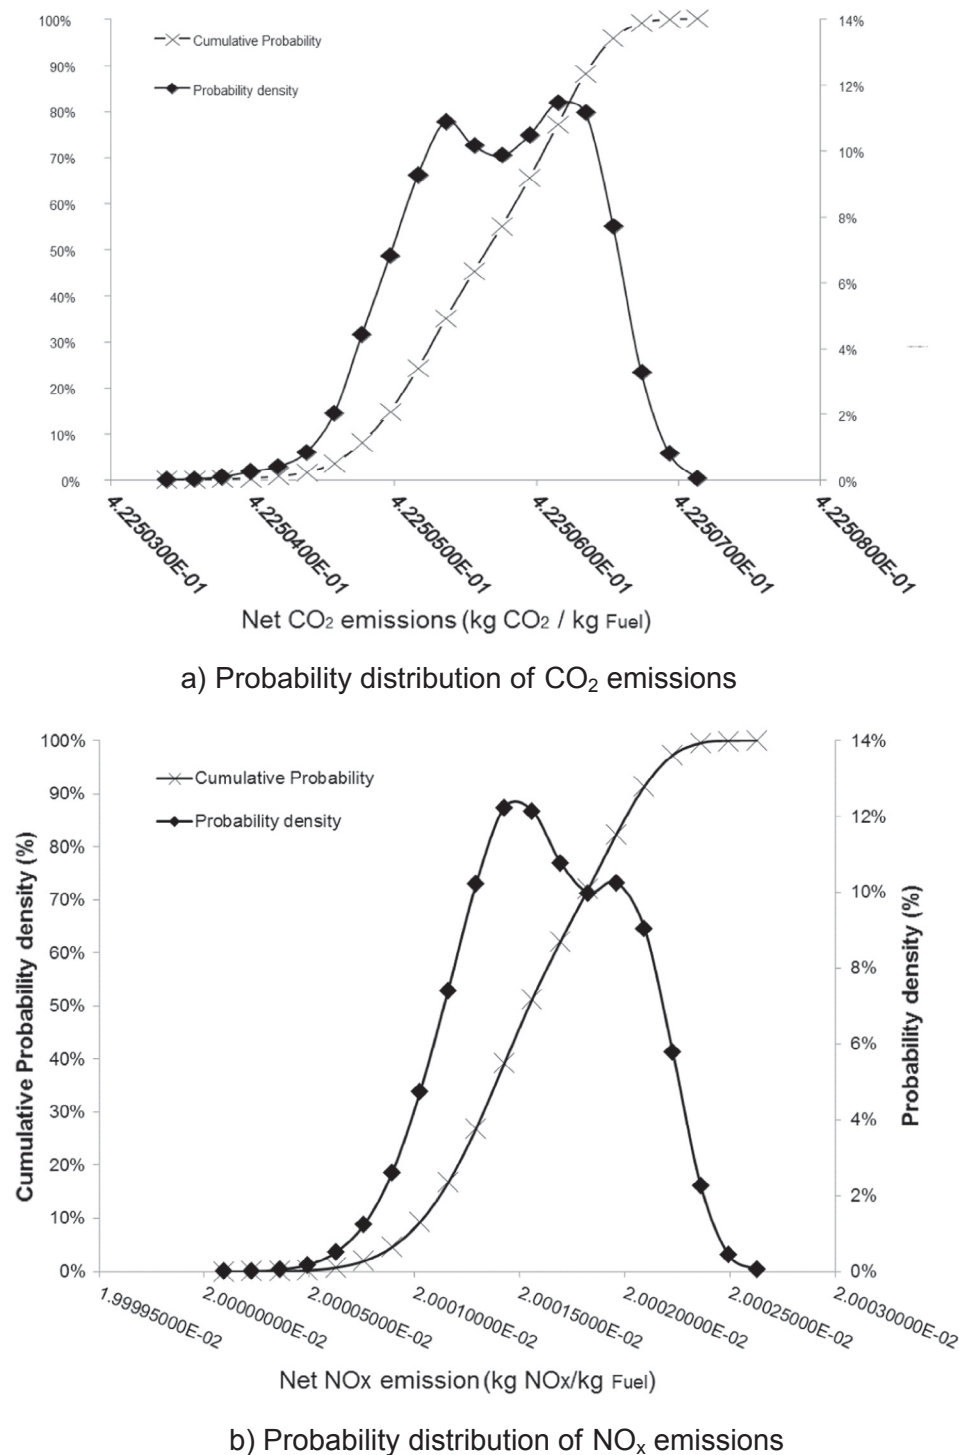 100%
90%
80%
70%
60%
50%
40%
30%
20%
10%
0%
Cumulative Probability
Probability density
14%
12%
10%
8%
6%
4%
2%
0%
4.2250300E-01
4.2250400E-01
4.2250500E-01
4.2250600E-01
4.2250700E-01
4.2250800E-01
Net CO₂ emissions (kg CO₂ / kg Fuel)
a) Probability distribution of CO₂ emissions
Cumulative Probability density (%)
100%
90%
80%
70%
60%
50%
40%
30%
20%
10%
0%
Cumulative Probability
Probability density
14%
12%
10%
8%
6%
4%
2%
0%
Probability density (%)
1.99995000E-02
2.00000000E-02
2.00005000E-02
2.00010000E-02
2.00015000E-02
2.00020000E-02
2.00025000E-02
2.00030000E-02
Net NOx emission (kg NOx/kg Fuel)
b) Probability distribution of NOₓ emissions